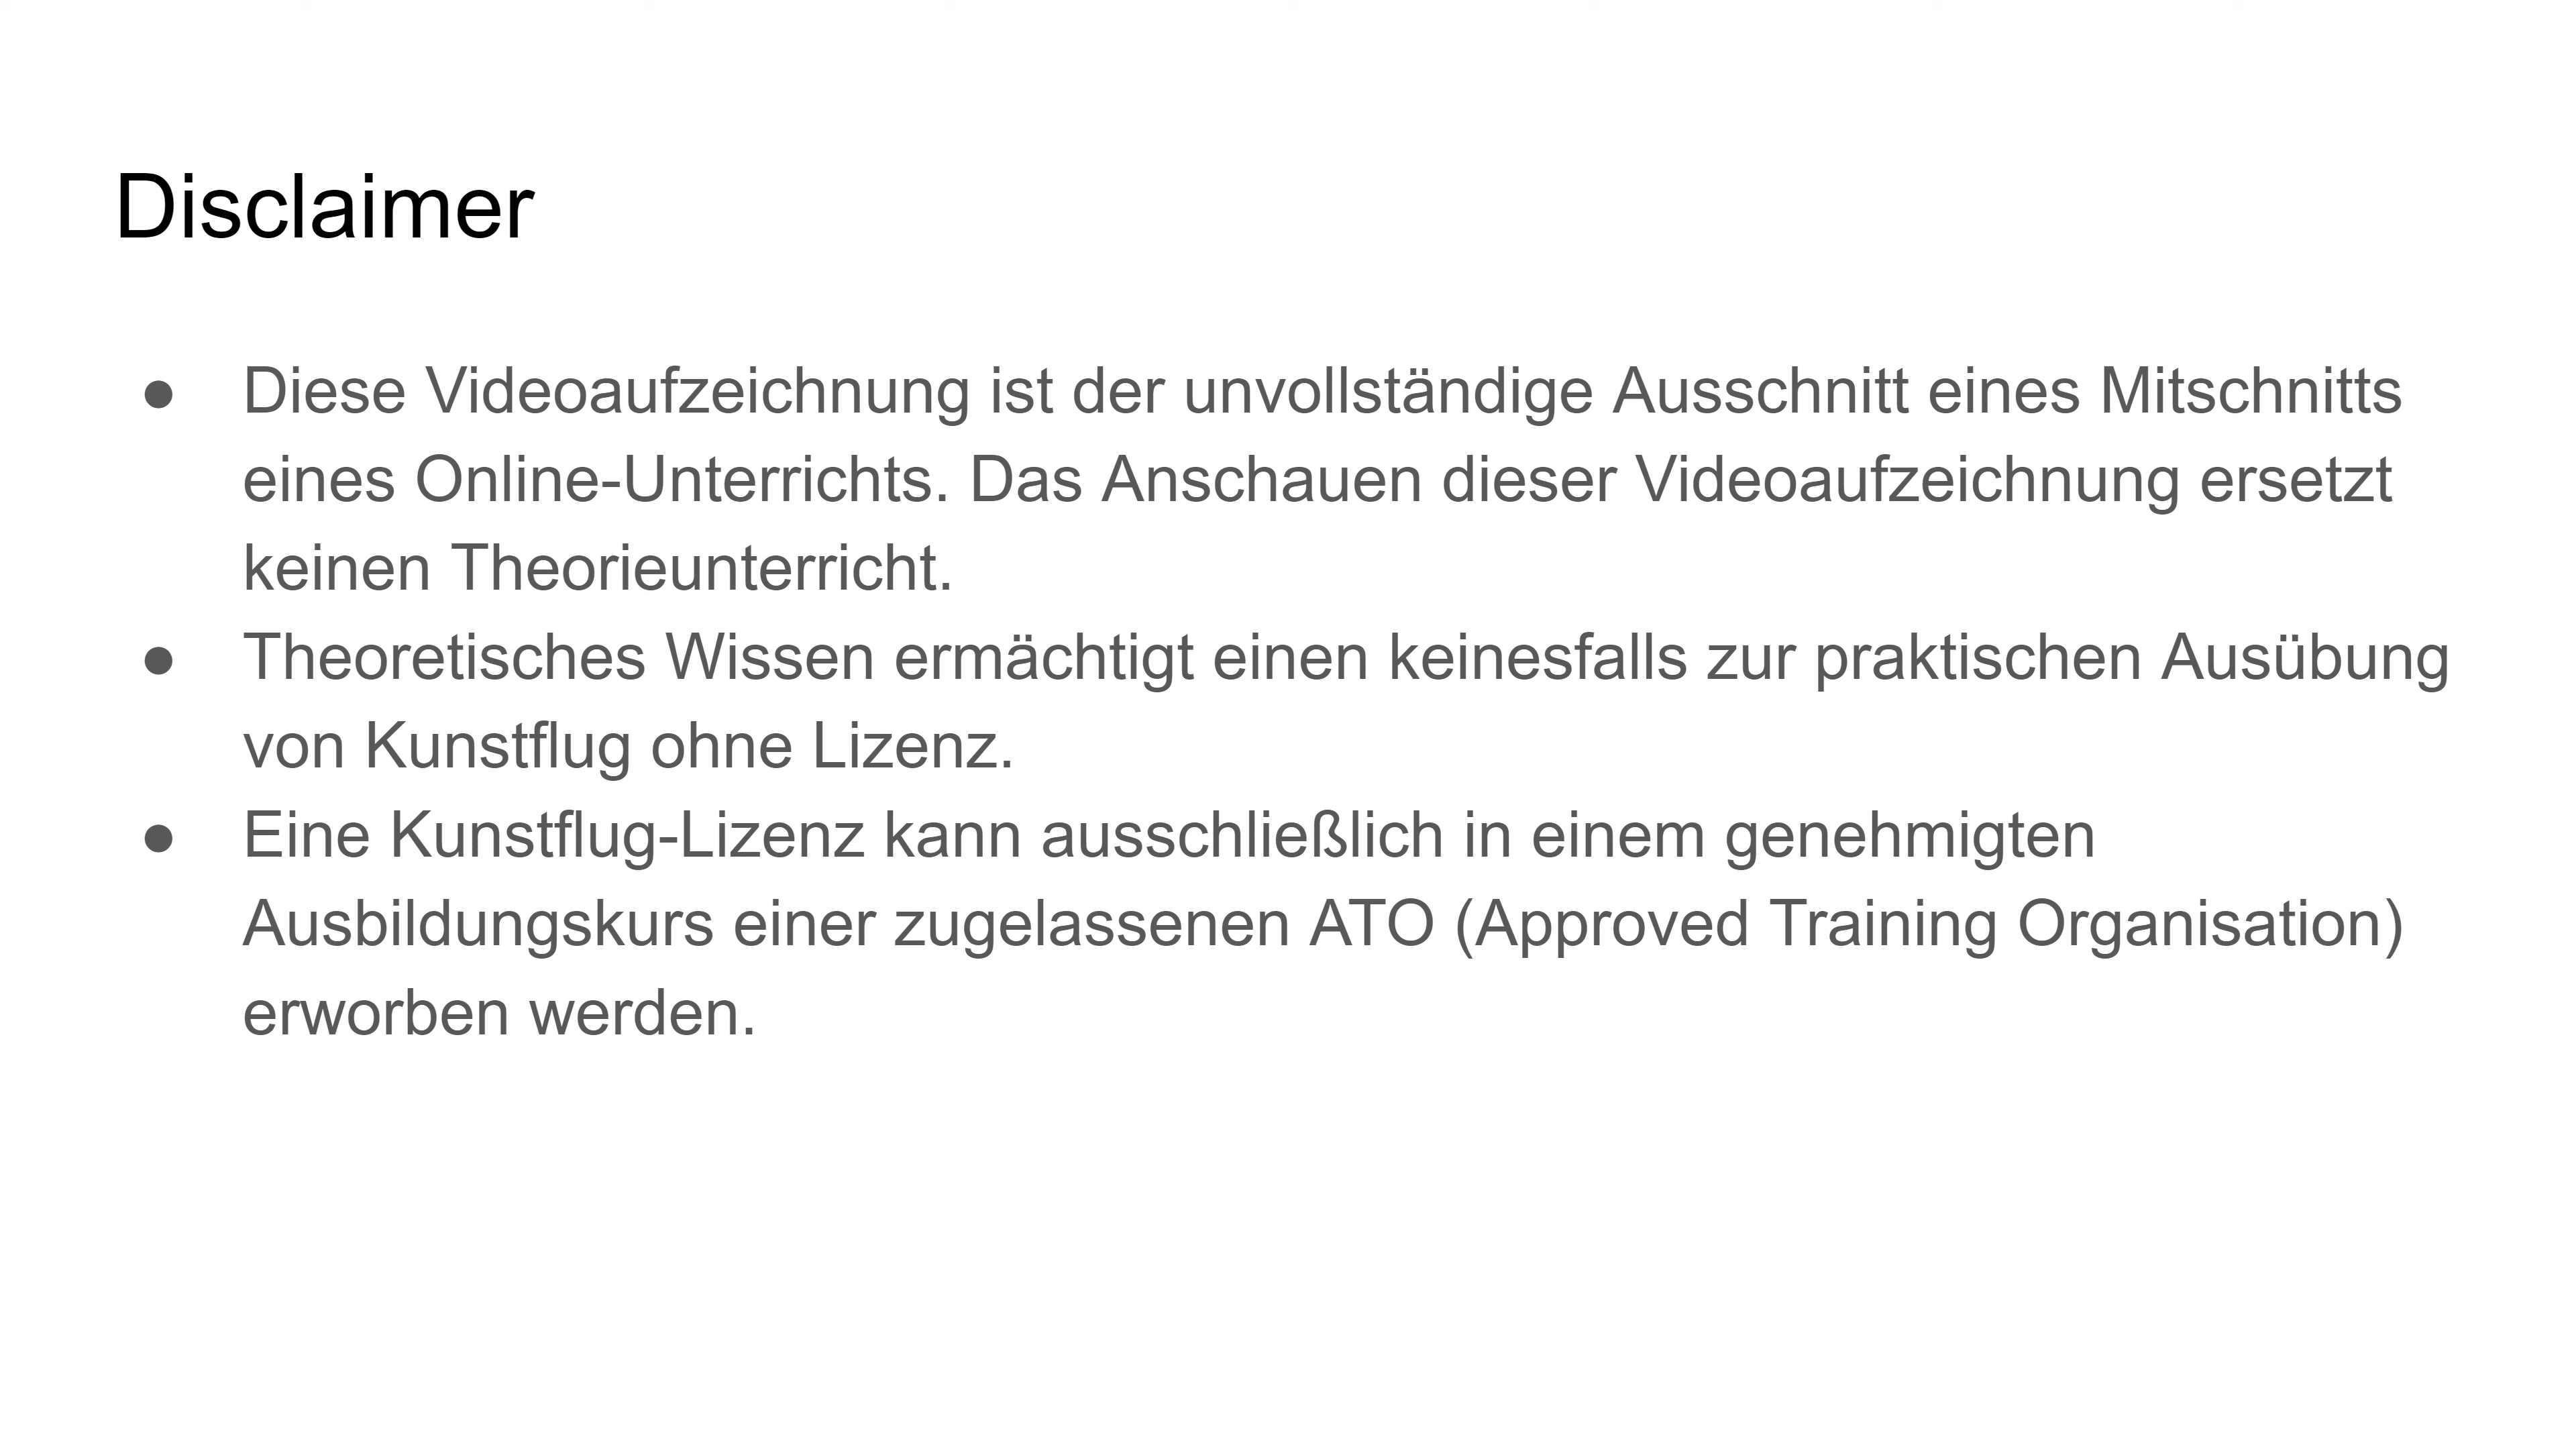 Disclaimer
● Diese Videoaufzeichnung ist der unvollständige Ausschnitt eines Mitschnitts
eines Online-Unterrichts. Das Anschauen dieser Videoaufzeichnung ersetzt
keinen Theorieunterricht.
● Theoretisches Wissen ermächtigt einen keinesfalls zur praktischen Ausübung
von Kunstflug ohne Lizenz.
● Eine Kunstflug-Lizenz kann ausschließlich in einem genehmigten
Ausbildungskurs einer zugelassenen ATO (Approved Training Organisation)
erworben werden.